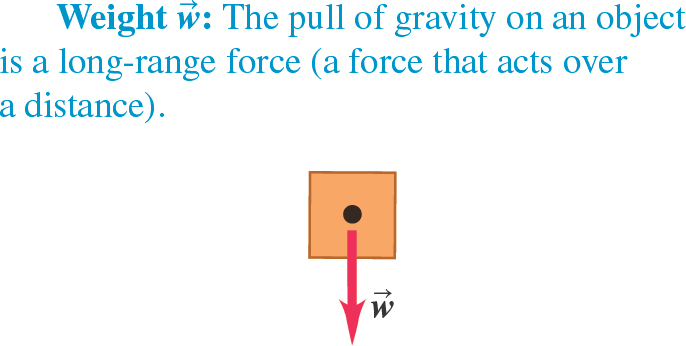 Weight w⃗: The pull of gravity on an object
is a long-range force (a force that acts over
a distance).
w⃗